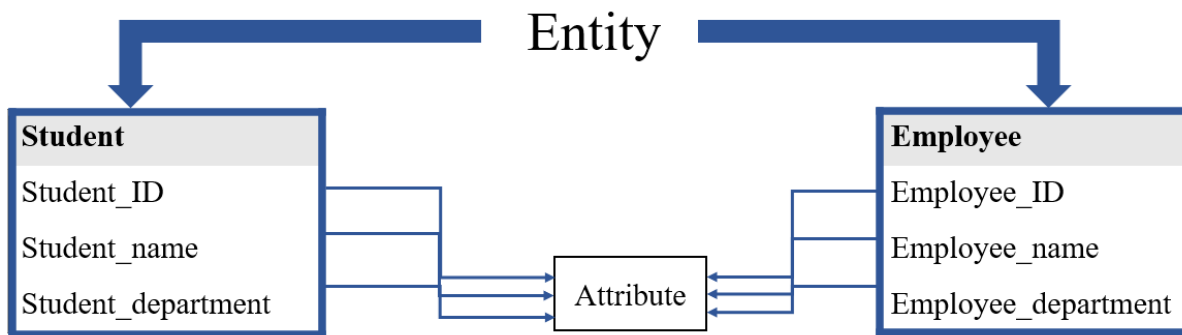 Entity
Student
Student_ID
Student_name
Student_department
Attribute
Employee
Employee_ID
Employee_name
Employee_department